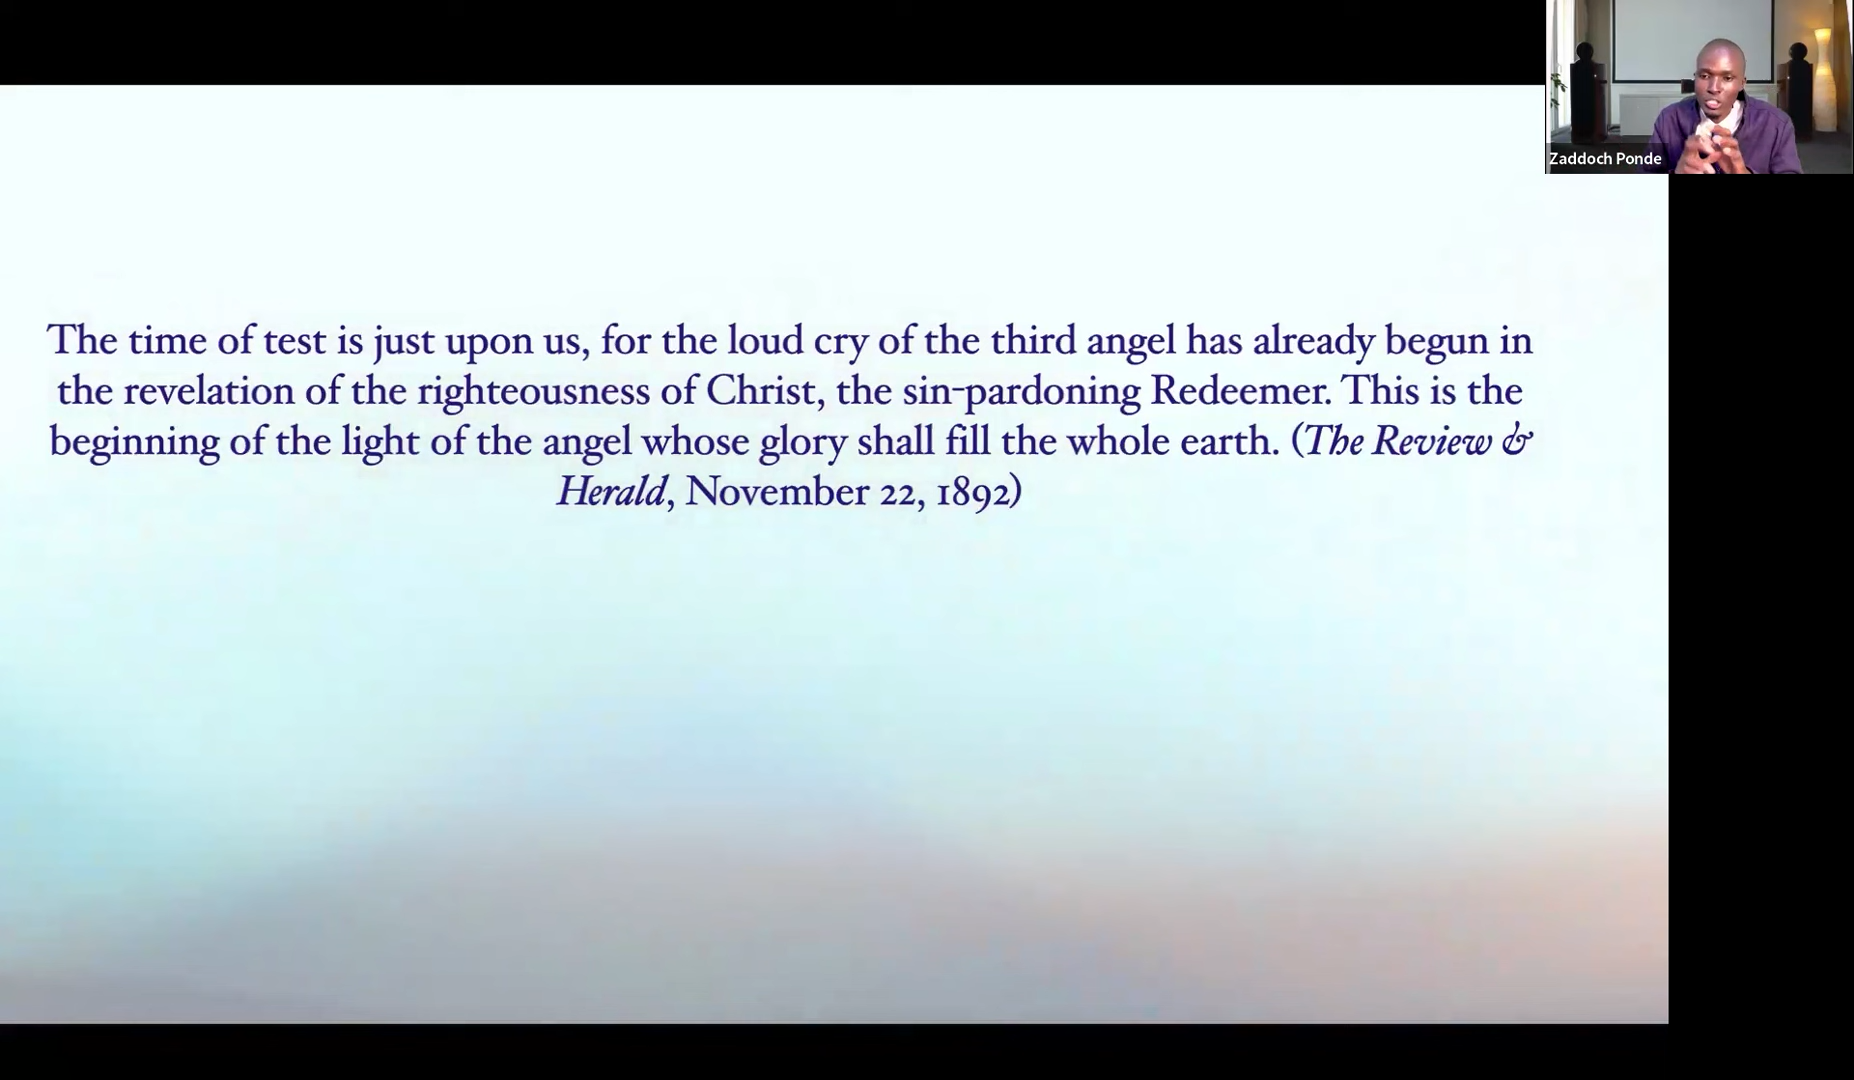 Zaddoch Ponde
The time of test is just upon us, for the loud cry of the third angel has already begun in
the revelation of the righteousness of Christ, the sin-pardoning Redeemer. This is the
beginning of the light of the angel whose glory shall fill the whole earth. (The Review &
Herald, November 22, 1892)